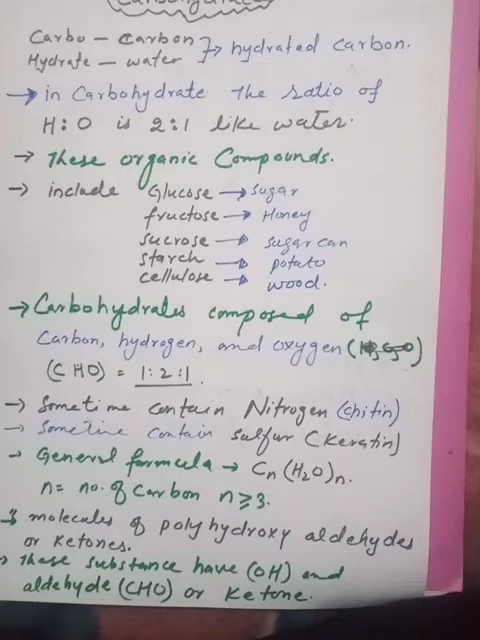 Carbohydrates
Carbo - Carbon
Hydrate - water → hydrated carbon.
→ in Carbohydrate the ratio of
H:O is 2:1 like water.
→ These organic Compounds.
→ include Glucose → sugar
fructose → Honey
sucrose → sugar can
starch → potato
cellulose → wood.
→ Carbohydrates composed of
Carbon, hydrogen, and oxygen
(CHO) = 1:2:1.
→ Sometime contain Nitrogen (chitin)
→ Sometime contain sulfur (Keratin)
→ General formula → Cn(H2O)n.
n = no. of Carbon n ≥ 3.
→ molecules of polyhydroxy aldehydes
or Ketones.
→ These substance have (OH) and
aldehyde (CHO) or Ketone.